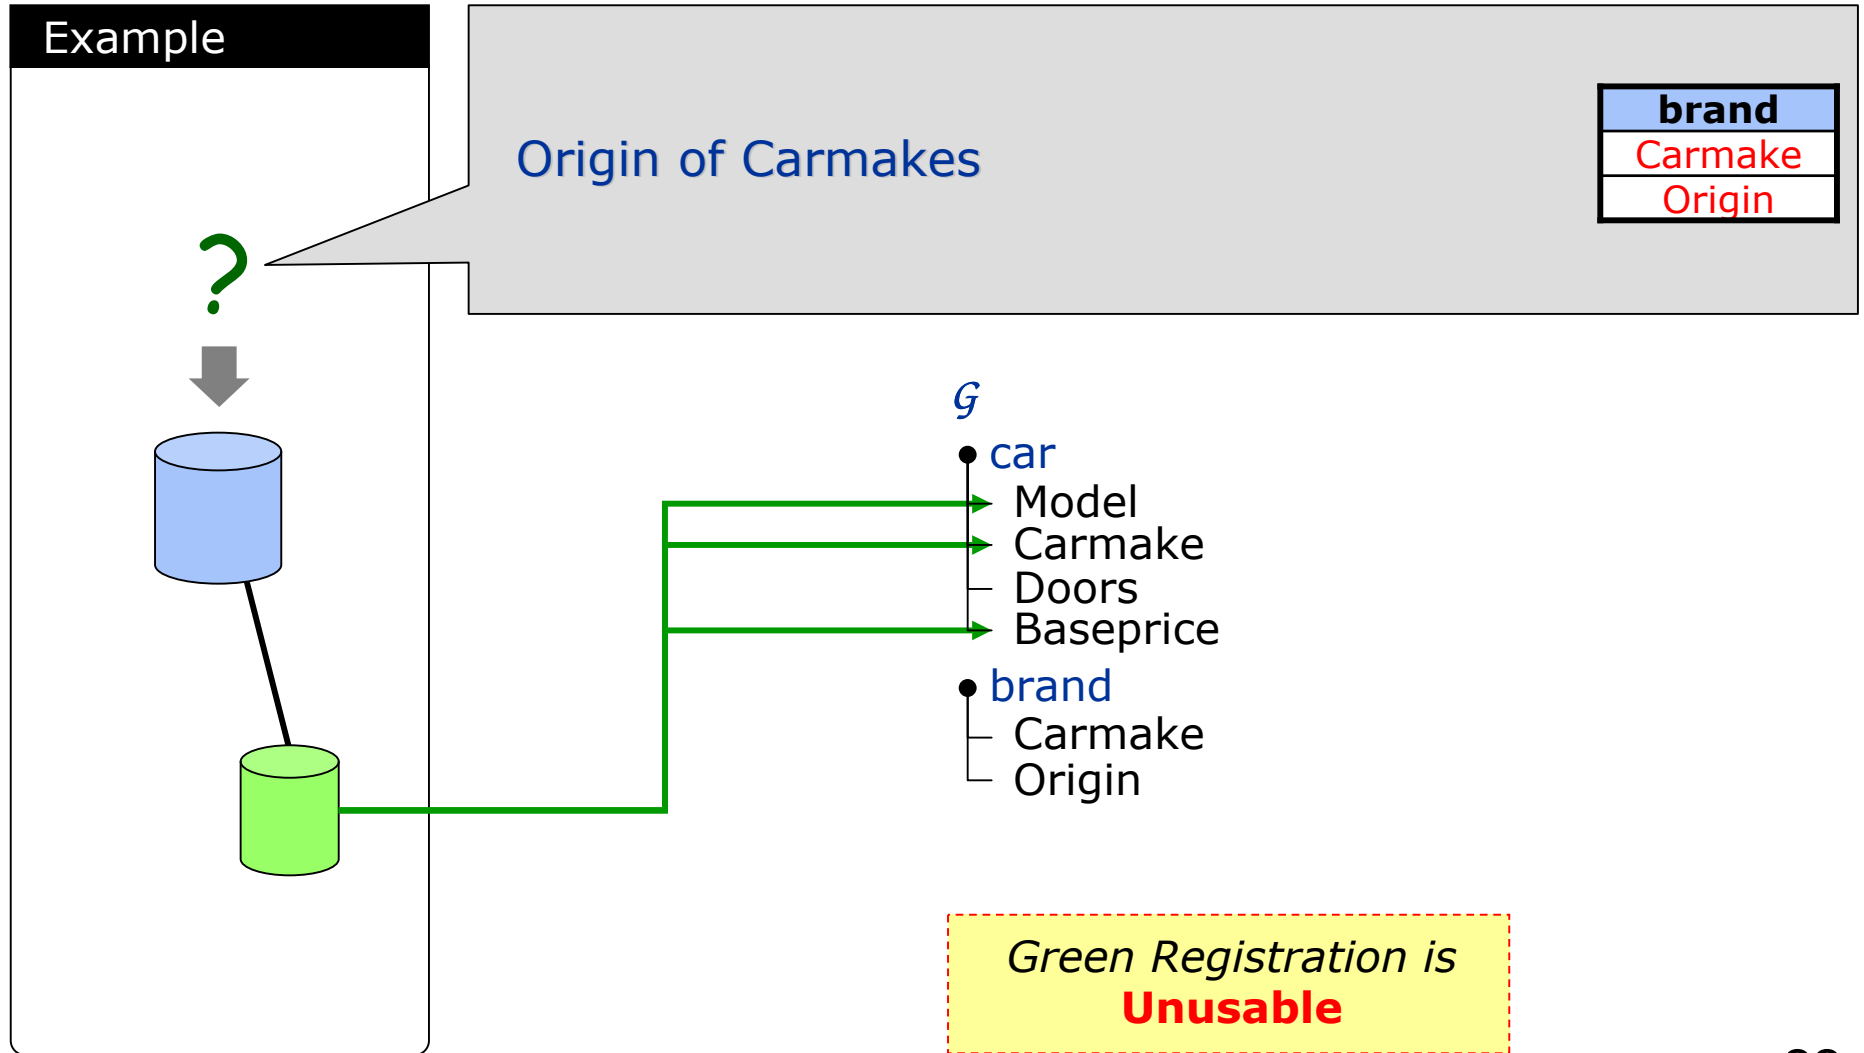 Example
Origin of Carmakes
brand
Carmake
Origin
?
𝒢
car
Model
Carmake
Doors
Baseprice
brand
Carmake
Origin
Green Registration is
Unusable